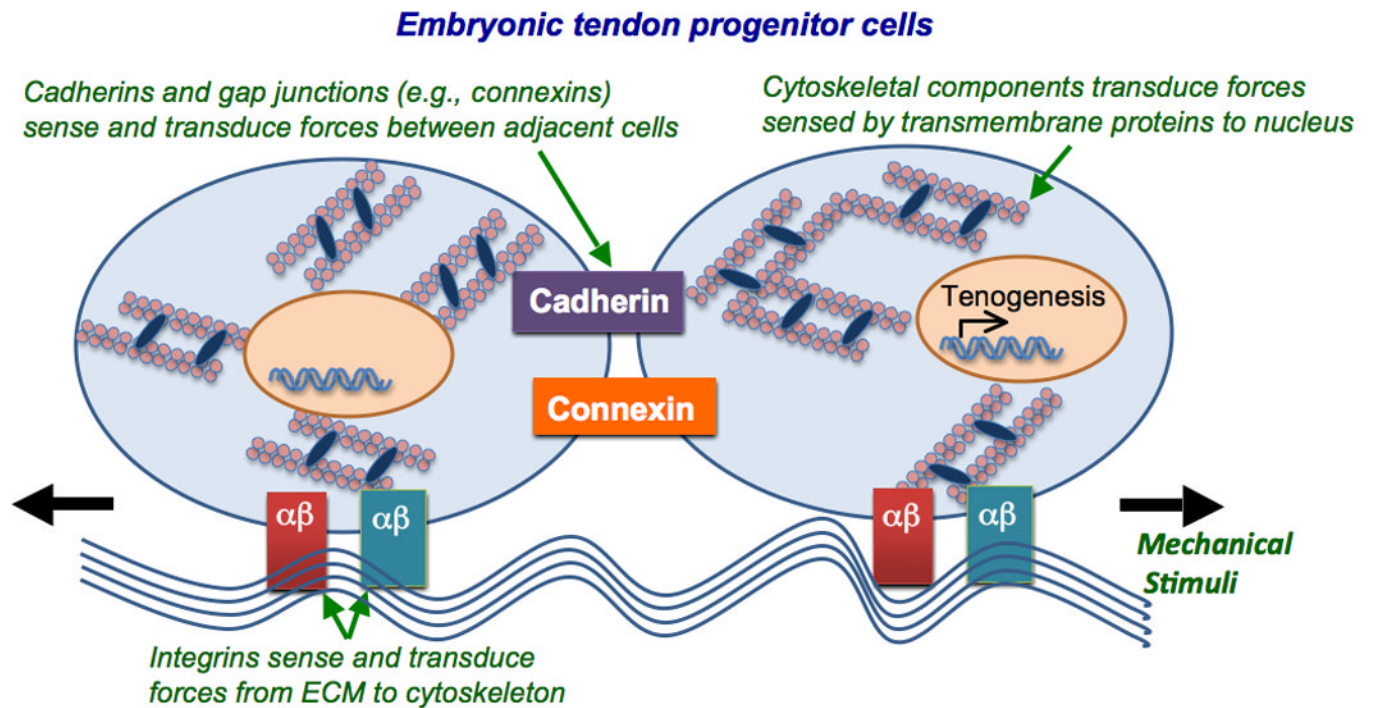 Embryonic tendon progenitor cells
Cadherins and gap junctions (e.g., connexins)
sense and transduce forces between adjacent cells
Cytoskeletal components transduce forces
sensed by transmembrane proteins to nucleus
Cadherin
Tenogenesis
Connexin
αβ
αβ
αβ
αβ
Mechanical
Stimuli
Integrins sense and transduce
forces from ECM to cytoskeleton